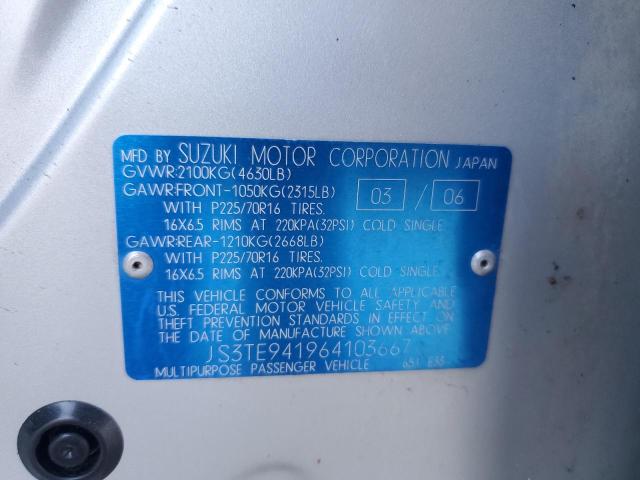 MFD BY SUZUKI MOTOR CORPORATION JAPAN
GVWR:2100KG(4630LB)
GAWR:FRONT-1050KG(2315LB) 03 / 06
WITH P225/70R16 TIRES.
16X6.5 RIMS AT 220KPA(32PSI) COLD SINGLE
GAWR:REAR-1210KG(2668LB)
WITH P225/70R16 TIRES.
16X6.5 RIMS AT 220KPA(32PSI) COLD SINGLE
THIS VEHICLE CONFORMS TO ALL APPLICABLE
U.S. FEDERAL MOTOR VEHICLE SAFETY AND
THEFT PREVENTION STANDARDS IN EFFECT ON
THE DATE OF MANUFACTURE SHOWN ABOVE.
JS3TE941964103667
MULTIPURPOSE PASSENGER VEHICLE